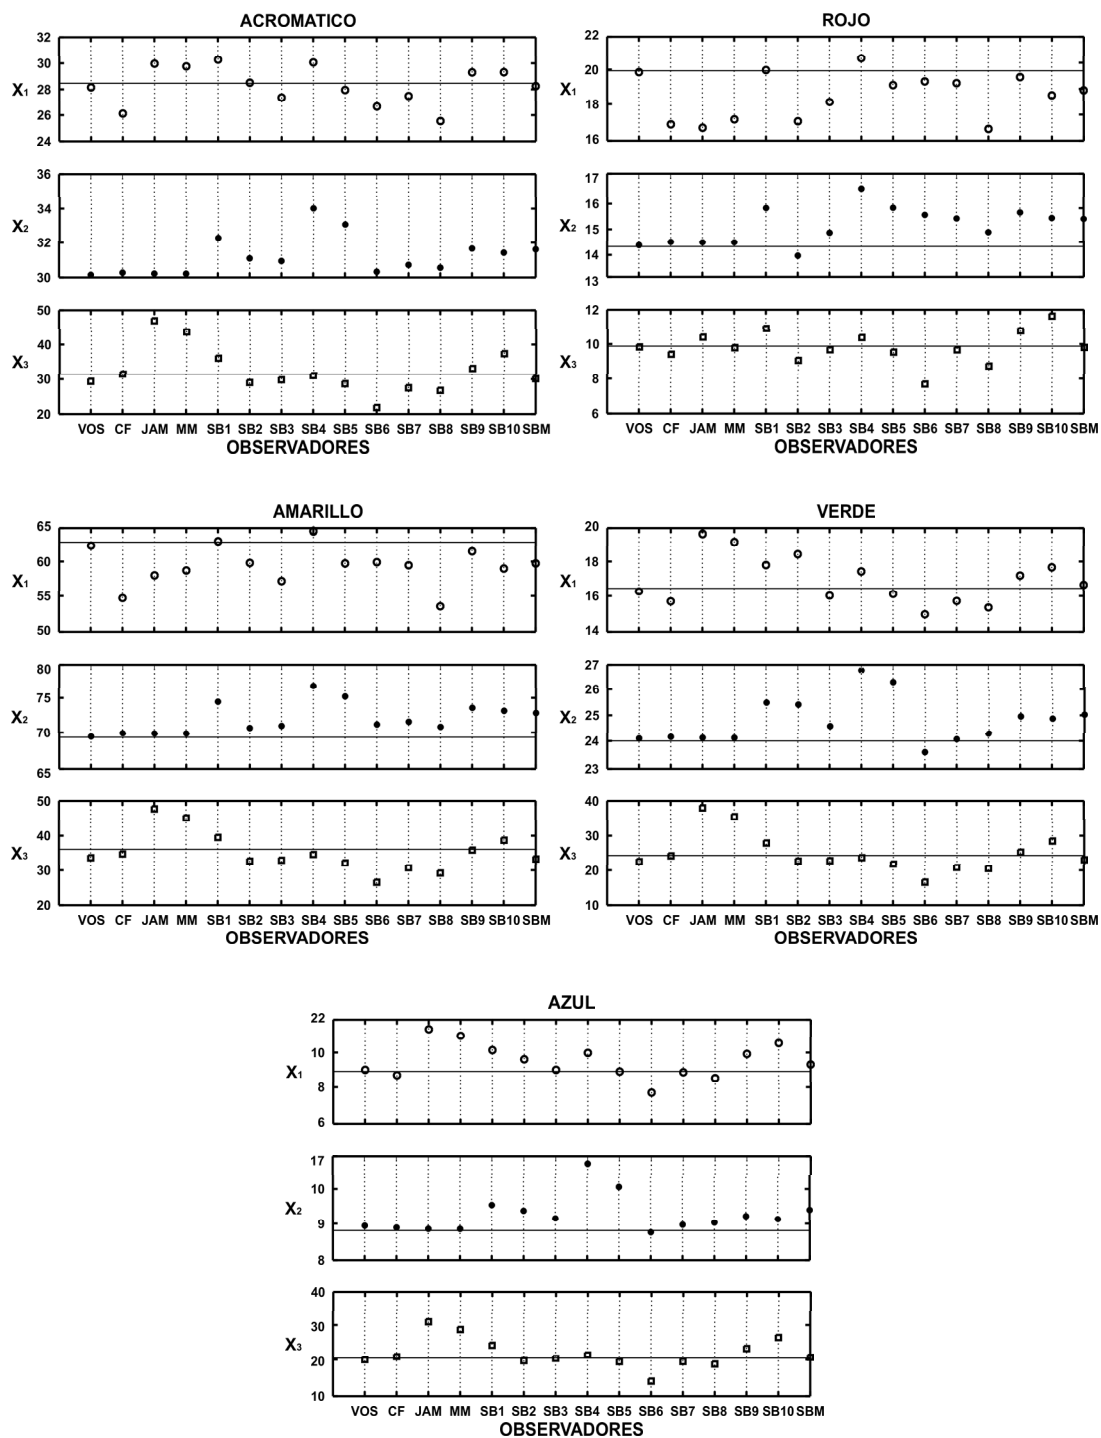 ACROMATICO
32
30
28
26
24
X1
36
34
32
30
X2
50
40
30
20
X3
VOS CF JAM MM SB1 SB2 SB3 SB4 SB5 SB6 SB7 SB8 SB9 SB10 SBM
OBSERVADORES
ROJO
22
20
18
16
X1
17
16
15
14
13
X2
12
10
8
6
X3
VOS CF JAM MM SB1 SB2 SB3 SB4 SB5 SB6 SB7 SB8 SB9 SB10 SBM
OBSERVADORES
AMARILLO
65
60
55
50
X1
80
75
70
65
X2
50
40
30
20
X3
VOS CF JAM MM SB1 SB2 SB3 SB4 SB5 SB6 SB7 SB8 SB9 SB10 SBM
OBSERVADORES
VERDE
20
18
16
14
X1
27
26
25
24
23
X2
40
30
20
10
X3
VOS CF JAM MM SB1 SB2 SB3 SB4 SB5 SB6 SB7 SB8 SB9 SB10 SBM
OBSERVADORES
AZUL
22
10
8
6
X1
17
10
9
8
X2
40
30
20
10
X3
VOS CF JAM MM SB1 SB2 SB3 SB4 SB5 SB6 SB7 SB8 SB9 SB10 SBM
OBSERVADORES